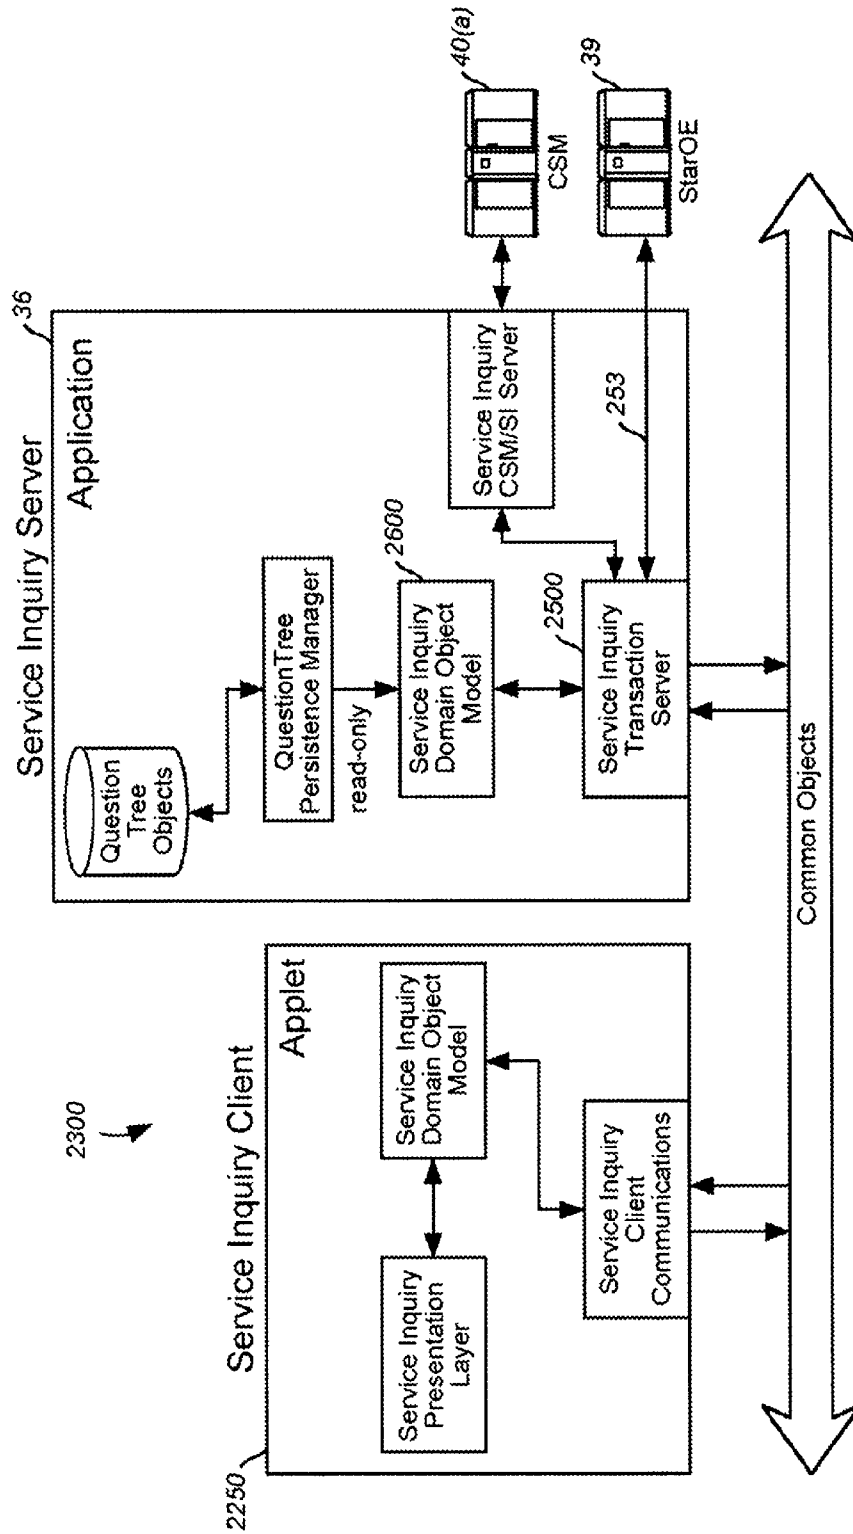 2300
Service Inquiry Client
2250
Applet
Service Inquiry
Presentation
Layer
Service Inquiry
Domain Object
Model
Service Inquiry
Client
Communications
Service Inquiry Server
36
Application
Question
Tree
Objects
QuestionTree
Persistence Manager
read-only
2600
Service Inquiry
Domain Object
Model
2500
Service Inquiry
Transaction
Server
Service Inquiry
CSM/SI Server
253
40(a)
CSM
39
StarOE
Common Objects